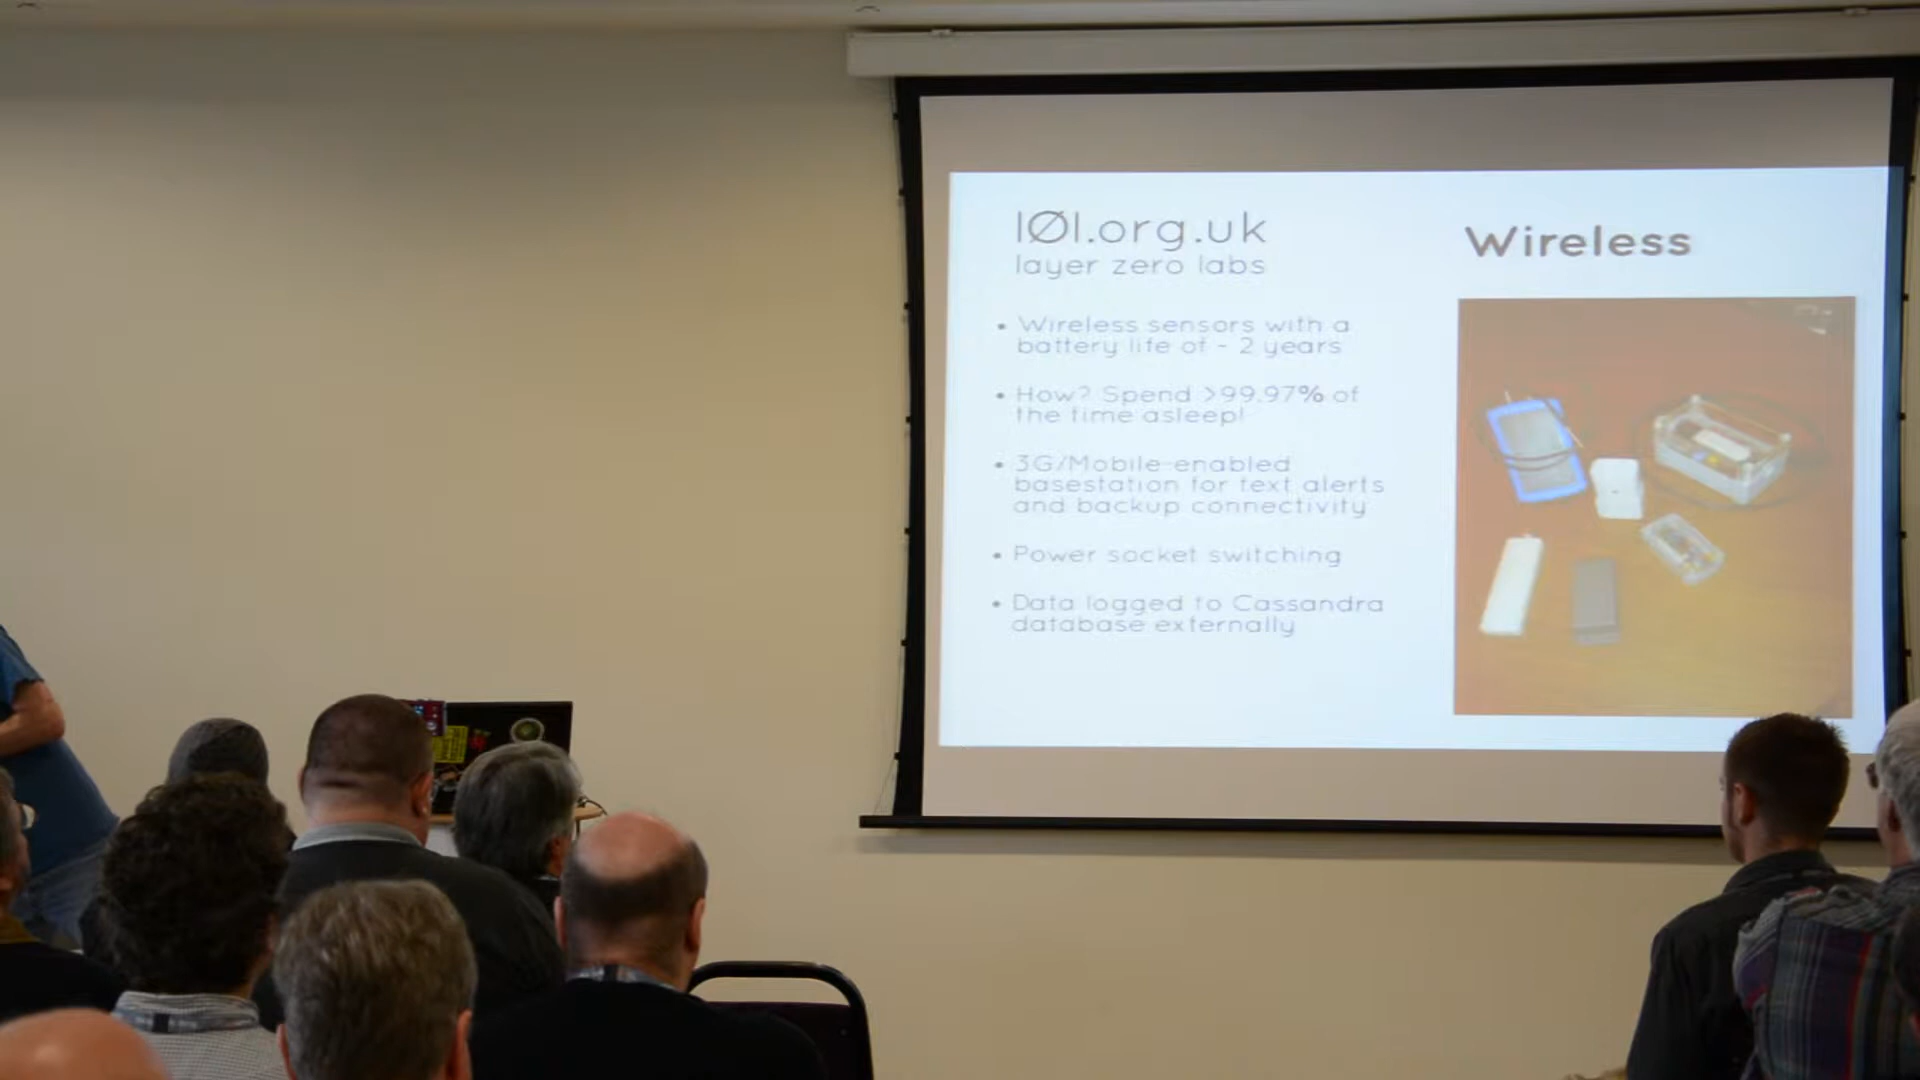 l0l.org.uk
layer zero labs
Wireless
• Wireless sensors with a
battery life of ~ 2 years
• How? Spend >99.97% of
the time asleep!
• 3G/Mobile-enabled
basestation for text alerts
and backup connectivity
• Power socket switching
• Data logged to Cassandra
database externally